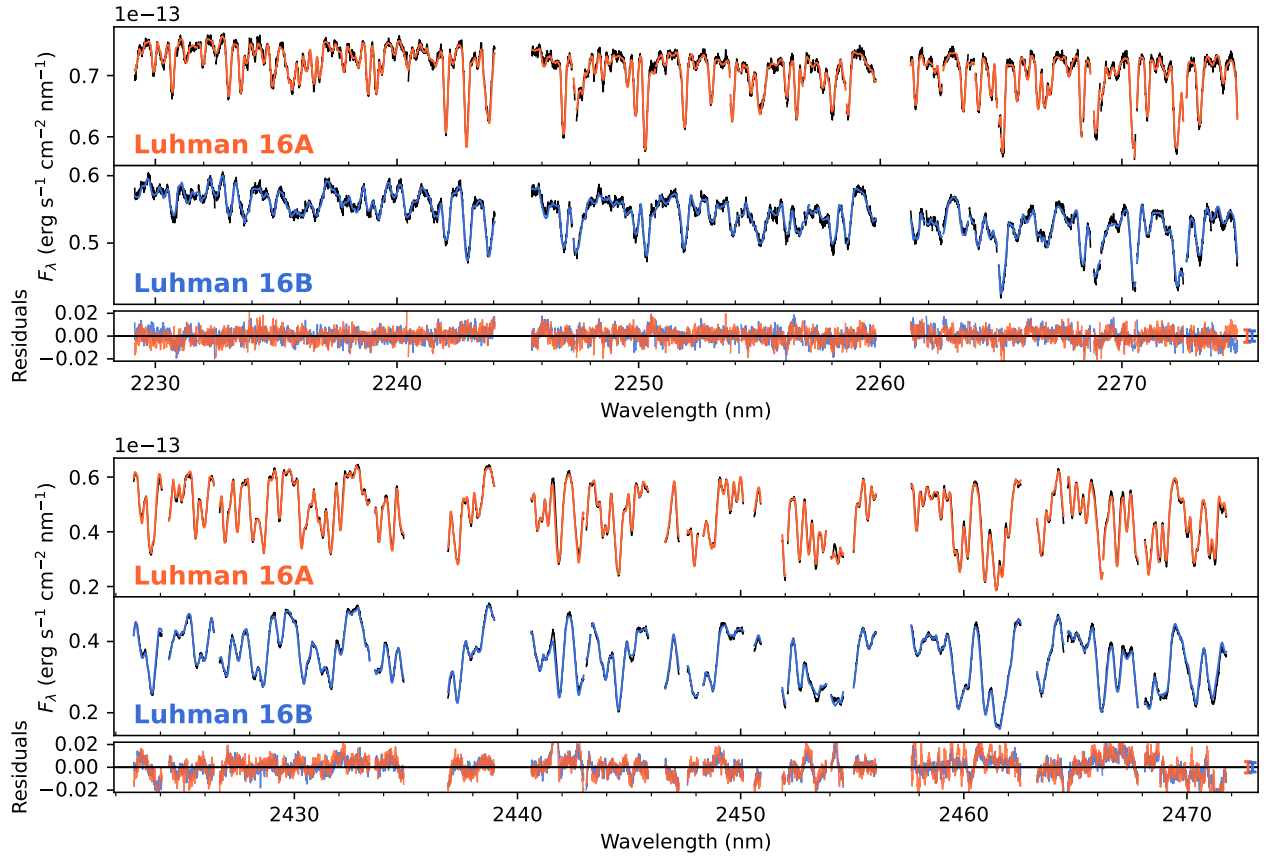 1e−13
0.7
0.6
Luhman 16A
0.6
0.5
Luhman 16B
F_λ (erg s⁻¹ cm⁻² nm⁻¹)
0.02
0.00
−0.02
Residuals
2230 2240 2250 2260 2270
Wavelength (nm)
1e−13
0.6
0.4
0.2
Luhman 16A
0.4
0.2
Luhman 16B
F_λ (erg s⁻¹ cm⁻² nm⁻¹)
0.02
0.00
−0.02
Residuals
2430 2440 2450 2460 2470
Wavelength (nm)